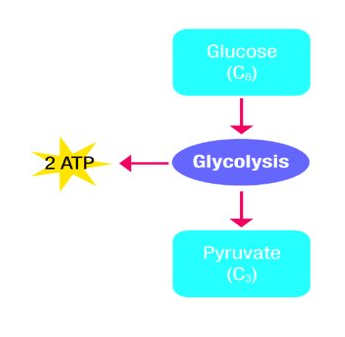 Glucose
(C₆)
2 ATP
Glycolysis
Pyruvate
(C₃)